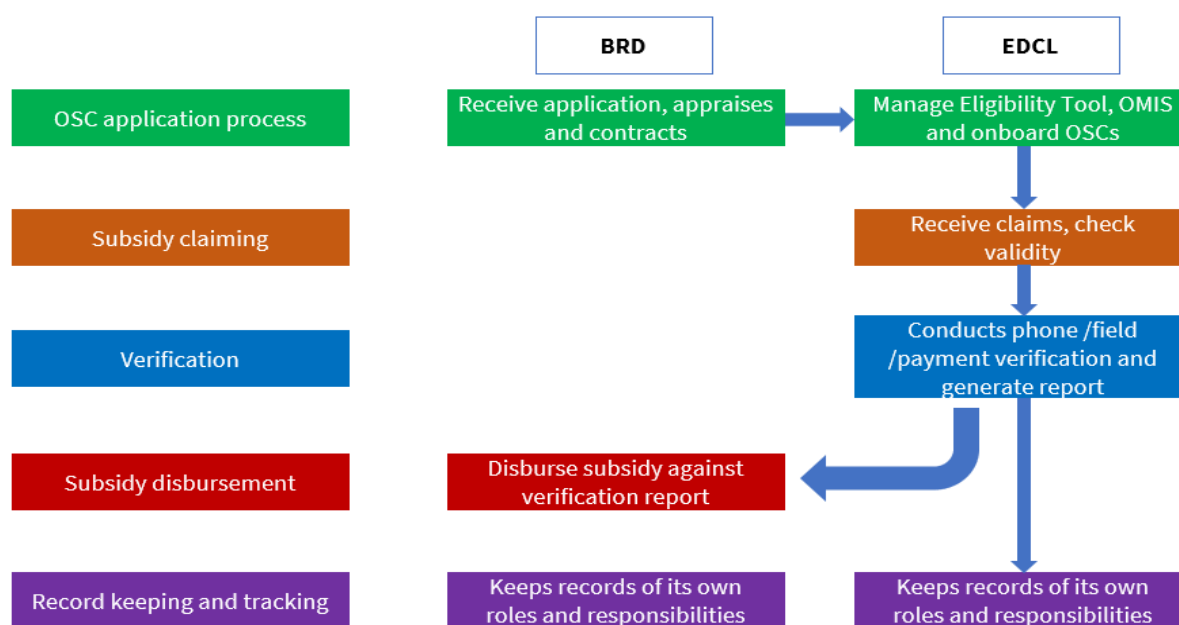 BRD
EDCL
OSC application process
Receive application, appraises
and contracts
Manage Eligibility Tool, OMIS
and onboard OSCs
Subsidy claiming
Receive claims, check
validity
Verification
Conducts phone /field
/payment verification and
generate report
Subsidy disbursement
Disburse subsidy against
verification report
Record keeping and tracking
Keeps records of its own
roles and responsibilities
Keeps records of its own
roles and responsibilities